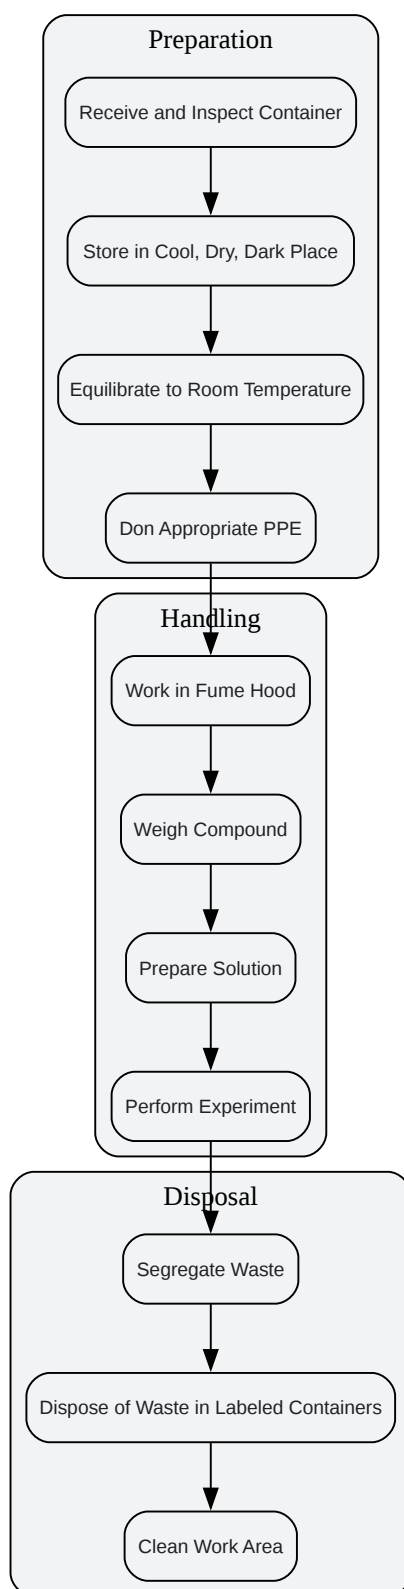 Preparation
Receive and Inspect Container
Store in Cool, Dry, Dark Place
Equilibrate to Room Temperature
Don Appropriate PPE
Handling
Work in Fume Hood
Weigh Compound
Prepare Solution
Perform Experiment
Disposal
Segregate Waste
Dispose of Waste in Labeled Containers
Clean Work Area